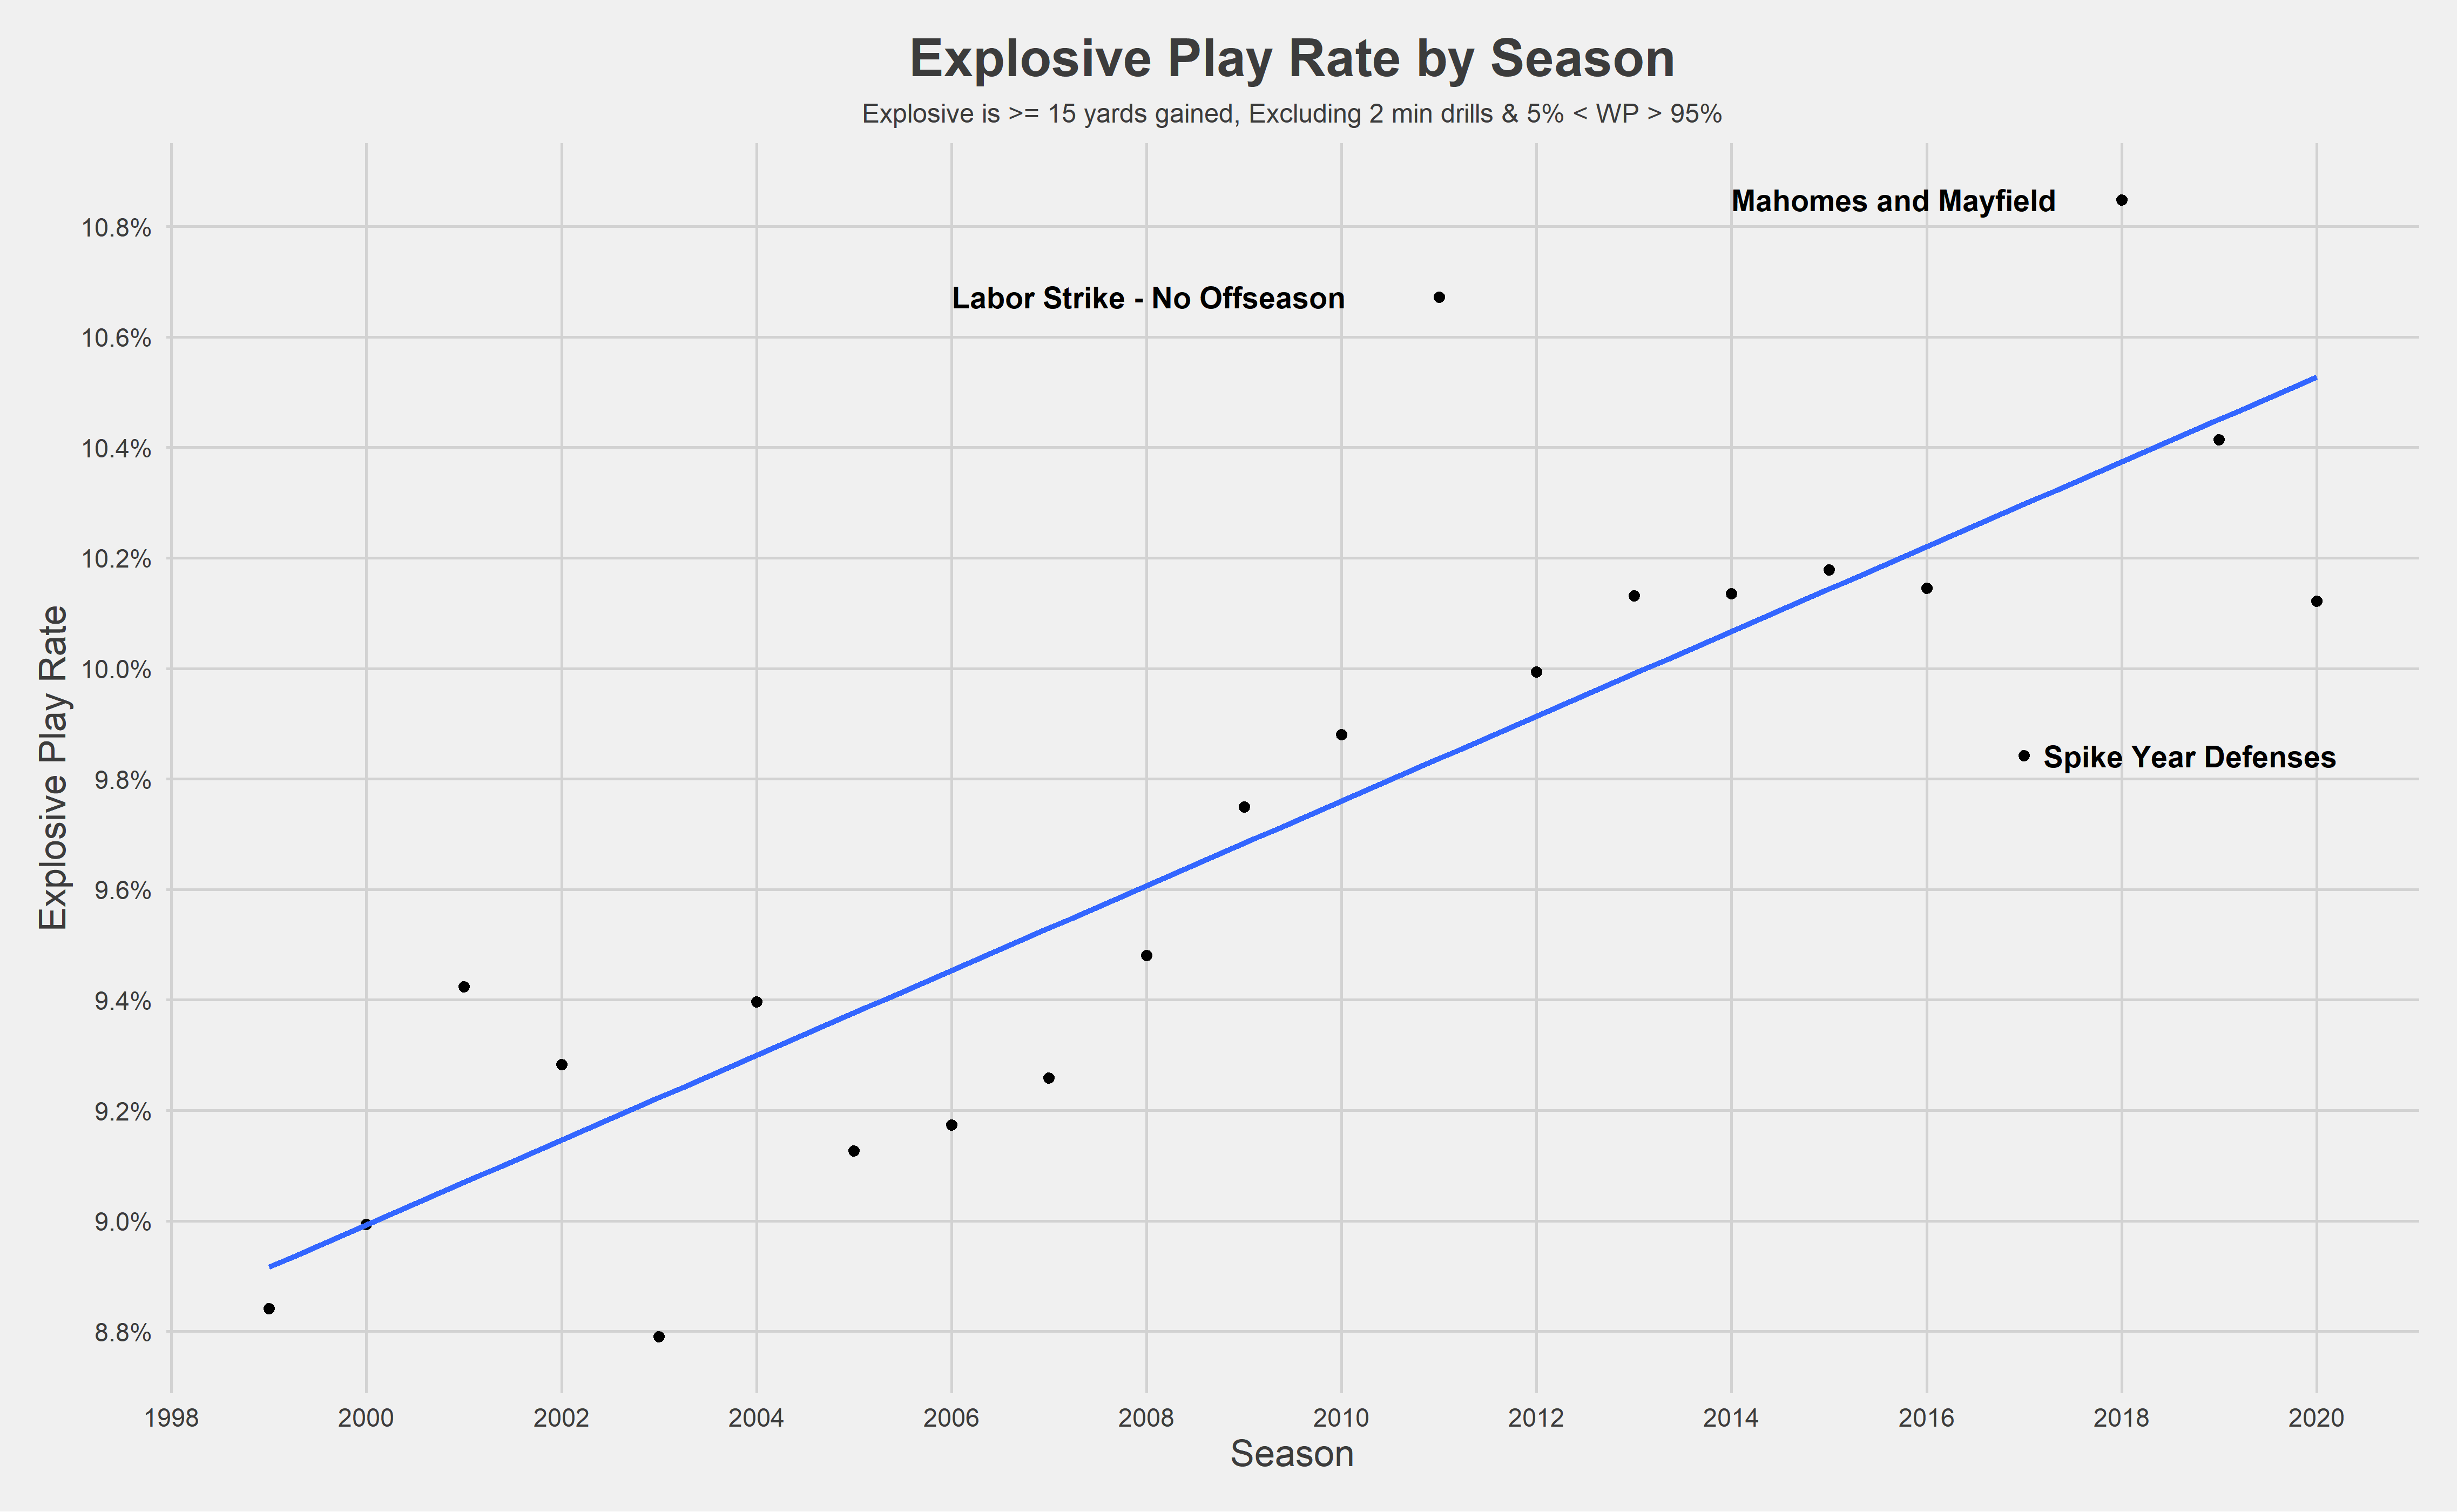 Explosive Play Rate by Season
Explosive is >= 15 yards gained, Excluding 2 min drills & 5% < WP > 95%
Mahomes and Mayfield
Labor Strike - No Offseason
Spike Year Defenses
Explosive Play Rate
10.8%
10.6%
10.4%
10.2%
10.0%
9.8%
9.6%
9.4%
9.2%
9.0%
8.8%
1998 2000 2002 2004 2006 2008 2010 2012 2014 2016 2018 2020
Season